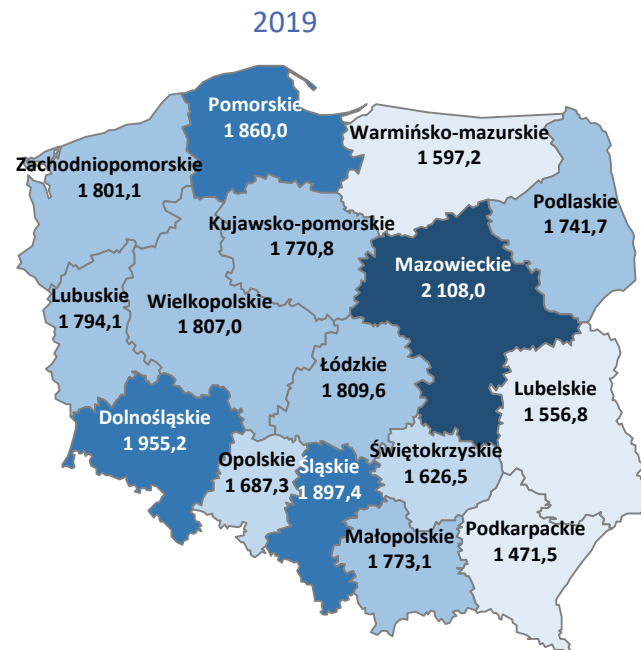 2019
Pomorskie
1 860,0
Warmińsko-mazurskie
1 597,2
Zachodniopomorskie
1 801,1
Podlaskie
1 741,7
Kujawsko-pomorskie
1 770,8
Mazowieckie
2 108,0
Lubuskie
1 794,1
Wielkopolskie
1 807,0
Łódzkie
1 809,6
Lubelskie
1 556,8
Dolnośląskie
1 955,2
Opolskie
1 687,3
Śląskie
1 897,4
Świętokrzyskie
1 626,5
Małopolskie
1 773,1
Podkarpackie
1 471,5